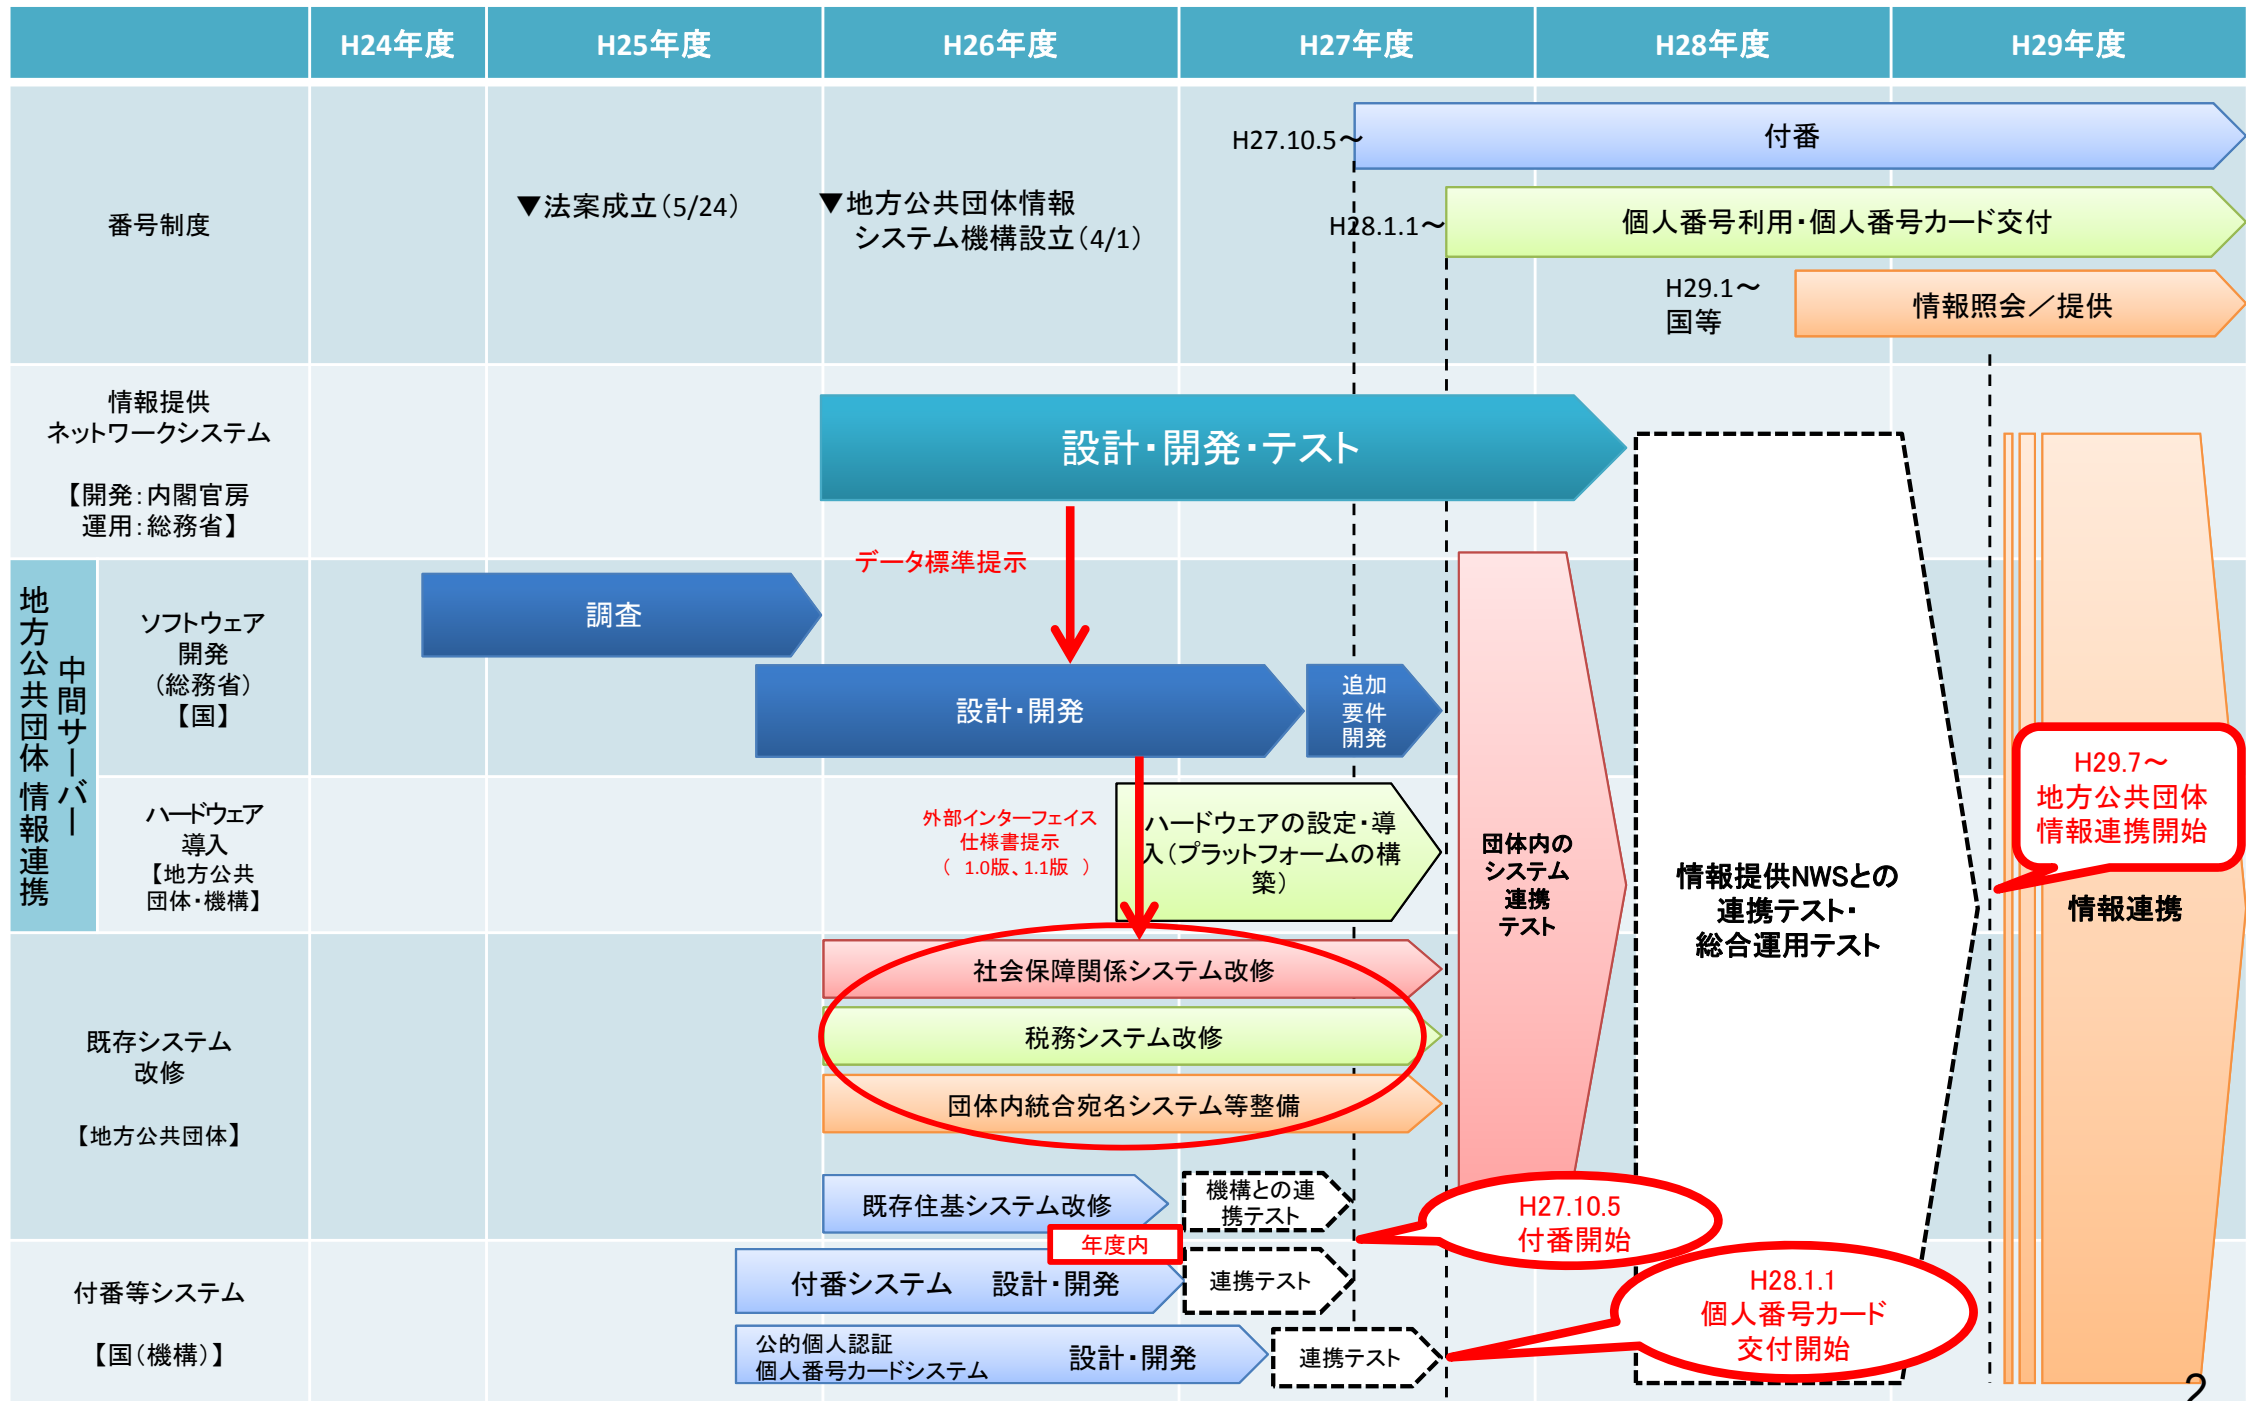 H24年度
H25年度
H26年度
H27年度
H28年度
H29年度
番号制度
▼法案成立(5/24)
▼地方公共団体情報
システム機構設立(4/1)
H27.10.5～
付番
H28.1.1～
個人番号利用・個人番号カード交付
H29.1～
国等
情報照会／提供
情報提供
ネットワークシステム
【開発：内閣官房
運用：総務省】
設計・開発・テスト
データ標準提示
地方公共団体 情報連携
中間サーバー
ソフトウェア
開発
(総務省)
【国】
調査
設計・開発
追加
要件
開発
ハードウェア
導入
【地方公共
団体・機構】
外部インターフェイス
仕様書提示
( 1.0版、1.1版 )
ハードウェアの設定・導
入(プラットフォームの構
築)
団体内の
システム
連携
テスト
情報提供NWSとの
連携テスト・
総合運用テスト
H29.7～
地方公共団体
情報連携開始
情報連携
既存システム
改修
【地方公共団体】
社会保障関係システム改修
税務システム改修
団体内統合宛名システム等整備
既存住基システム改修
機構との連
携テスト
年度内
H27.10.5
付番開始
付番等システム
【国(機構)】
付番システム 設計・開発
連携テスト
公的個人認証
個人番号カードシステム
設計・開発
連携テスト
H28.1.1
個人番号カード
交付開始
2